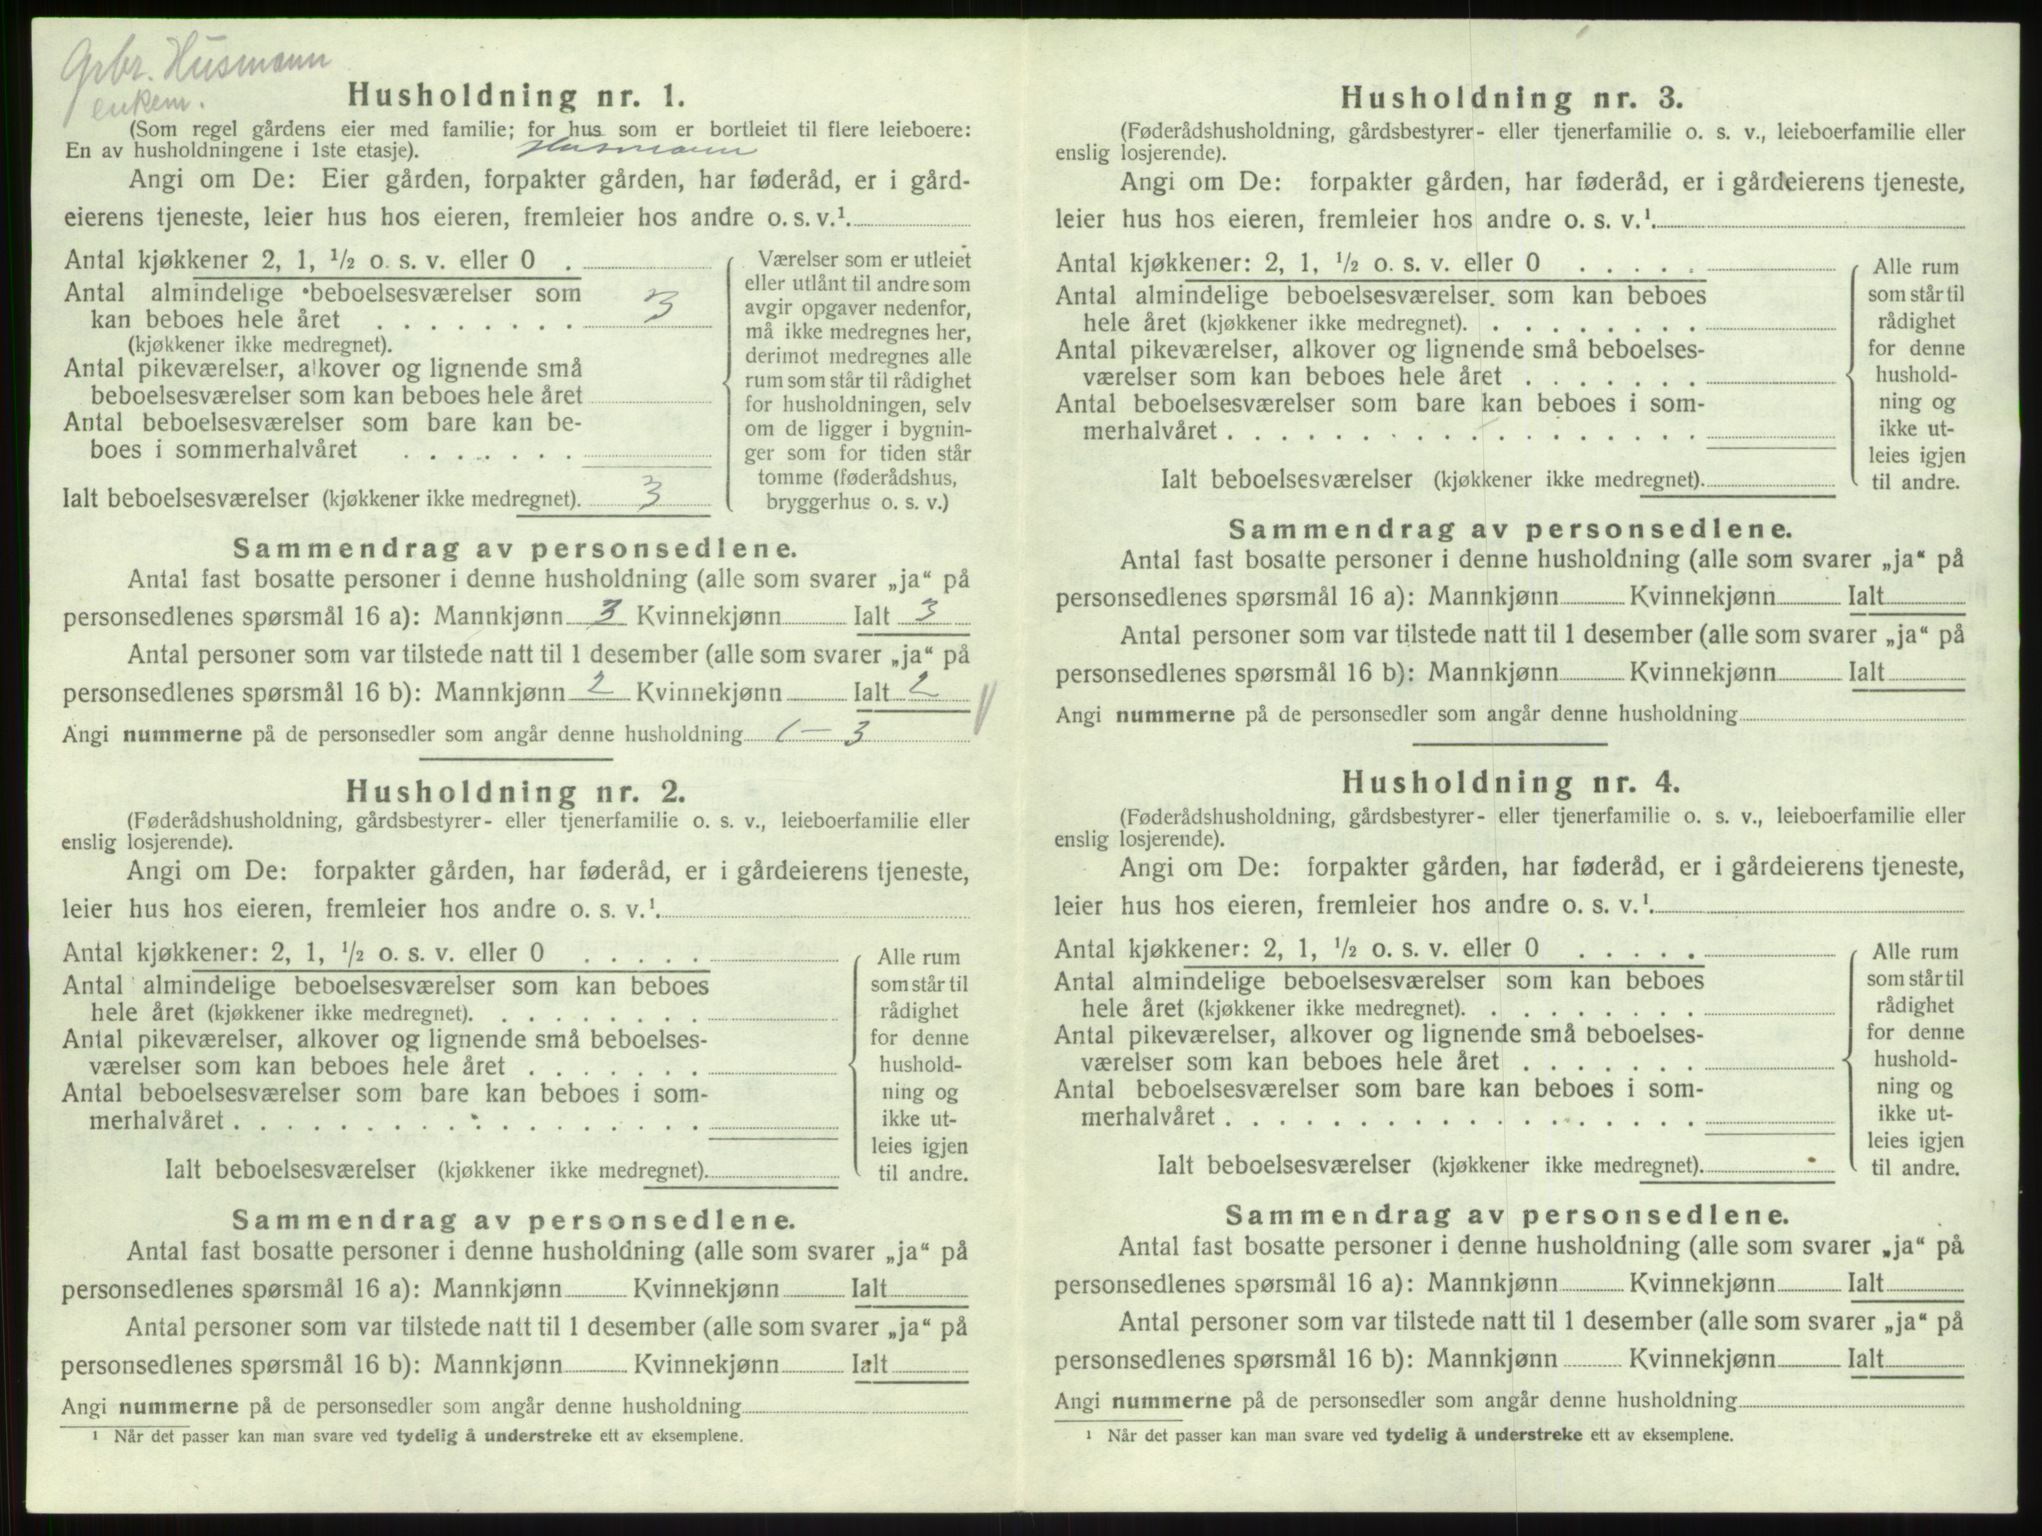 Grbr. Husmann
enkem.
Husholdning nr. 1.
(Som regel gårdens eier med familie; for hus som er bortleiet til flere leieboere:
En av husholdningene i 1ste etasje).
Husmann
Angi om De: Eier gården, forpakter gården, har føderåd, er i gård-
eierens tjeneste, leier hus hos eieren, fremleier hos andre o. s. v.¹
Antal kjøkkener 2, 1, ½ o. s. v. eller 0 .
Antal almindelige beboelsesværelser som
kan beboes hele året . . . . . . . . 3
(kjøkkener ikke medregnet).
Antal pikeværelser, alkover og lignende små
beboelsesværelser som kan beboes hele året
Antal beboelsesværelser som bare kan be-
boes i sommerhalvåret . . . . . . .
Ialt beboelsesværelser (kjøkkener ikke medregnet). 3
Værelser som er utleiet
eller utlånt til andre som
avgir opgaver nedenfor,
må ikke medregnes her,
derimot medregnes alle
rum som står til rådighet
for husholdningen, selv
om de ligger i bygnin-
ger som for tiden står
tomme (føderådshus,
bryggerhus o. s. v.)
Sammendrag av personsedlene.
Antal fast bosatte personer i denne husholdning (alle som svarer „ja“ på
personsedlenes spørsmål 16 a): Mannkjønn 3 Kvinnekjønn Ialt 3
Antal personer som var tilstede natt til 1 desember (alle som svarer „ja“ på
personsedlenes spørsmål 16 b): Mannkjønn 2 Kvinnekjønn Ialt 2
Angi nummerne på de personsedler som angår denne husholdning 1 – 3
Husholdning nr. 2.
(Føderådshusholdning, gårdsbestyrer- eller tjenerfamilie o. s. v., leieboerfamilie eller
enslig losjerende).
Angi om De: forpakter gården, har føderåd, er i gårdeierens tjeneste,
leier hus hos eieren, fremleier hos andre o. s. v.¹
Antal kjøkkener: 2, 1, ½ o. s. v. eller 0 . . . . .
Antal almindelige beboelsesværelser som kan beboes
hele året (kjøkkener ikke medregnet). . . . . . . . .
Antal pikeværelser, alkover og lignende små beboelses-
værelser som kan beboes hele året . . . . . . .
Antal beboelsesværelser som bare kan beboes i som-
merhalvåret . . . . . . . . . . . . . . . . . .
Ialt beboelsesværelser (kjøkkener ikke medregnet).
Alle rum
som står til
rådighet
for denne
hushold-
ning og
ikke ut-
leies igjen
til andre.
Sammendrag av personsedlene.
Antal fast bosatte personer i denne husholdning (alle som svarer „ja“ på
personsedlenes spørsmål 16 a): Mannkjønn Kvinnekjønn Ialt
Antal personer som var tilstede natt til 1 desember (alle som svarer „ja“ på
personsedlenes spørsmål 16 b): Mannkjønn Kvinnekjønn Ialt
Angi nummerne på de personsedler som angår denne husholdning
¹ Når det passer kan man svare ved tydelig å understreke ett av eksemplene.
Husholdning nr. 3.
(Føderådshusholdning, gårdsbestyrer- eller tjenerfamilie o. s. v., leieboerfamilie eller
enslig losjerende).
Angi om De: forpakter gården, har føderåd, er i gårdeierens tjeneste,
leier hus hos eieren, fremleier hos andre o. s. v.¹
Antal kjøkkener: 2, 1, ½ o. s. v. eller 0 . . . . .
Antal almindelige beboelsesværelser som kan beboes
hele året (kjøkkener ikke medregnet). . . . . . . . .
Antal pikeværelser, alkover og lignende små beboelses-
værelser som kan beboes hele året . . . . . . .
Antal beboelsesværelser som bare kan beboes i som-
merhalvåret . . . . . . . . . . . . . . . . . .
Ialt beboelsesværelser (kjøkkener ikke medregnet).
Alle rum
som står til
rådighet
for denne
hushold-
ning og
ikke ut-
leies igjen
til andre.
Sammendrag av personsedlene.
Antal fast bosatte personer i denne husholdning (alle som svarer „ja“ på
personsedlenes spørsmål 16 a): Mannkjønn Kvinnekjønn Ialt
Antal personer som var tilstede natt til 1 desember (alle som svarer „ja“ på
personsedlenes spørsmål 16 b): Mannkjønn Kvinnekjønn Ialt
Angi nummerne på de personsedler som angår denne husholdning
Husholdning nr. 4.
(Føderådshusholdning, gårdsbestyrer- eller tjenerfamilie o. s. v., leieboerfamilie eller
enslig losjerende).
Angi om De: forpakter gården, har føderåd, er i gårdeierens tjeneste,
leier hus hos eieren, fremleier hos andre o. s. v.¹
Antal kjøkkener: 2, 1, ½ o. s. v. eller 0 . . . . .
Antal almindelige beboelsesværelser som kan beboes
hele året (kjøkkener ikke medregnet). . . . . . . . .
Antal pikeværelser, alkover og lignende små beboelses-
værelser som kan beboes hele året . . . . . . .
Antal beboelsesværelser som bare kan beboes i som-
merhalvåret . . . . . . . . . . . . . . . . . .
Ialt beboelsesværelser (kjøkkener ikke medregnet).
Alle rum
som står til
rådighet
for denne
hushold-
ning og
ikke ut-
leies igjen
til andre.
Sammendrag av personsedlene.
Antal fast bosatte personer i denne husholdning (alle som svarer „ja“ på
personsedlenes spørsmål 16 a): Mannkjønn Kvinnekjønn Ialt
Antal personer som var tilstede natt til 1 desember (alle som svarer „ja“ på
personsedlenes spørsmål 16 b): Mannkjønn Kvinnekjønn Ialt
Angi nummerne på de personsedler som angår denne husholdning
¹ Når det passer kan man svare ved tydelig å understreke ett av eksemplene.